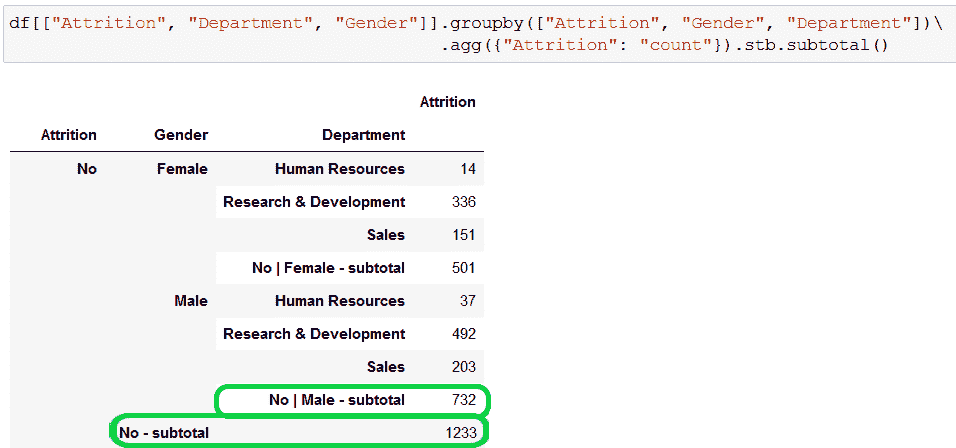 df[["Attrition", "Department", "Gender"]].groupby(["Attrition", "Gender", "Department"])\
.agg({"Attrition": "count"}).stb.subtotal()
Attrition
Attrition Gender Department
No Female Human Resources 14
Research & Development 336
Sales 151
No | Female - subtotal 501
Male Human Resources 37
Research & Development 492
Sales 203
No | Male - subtotal 732
No - subtotal 1233